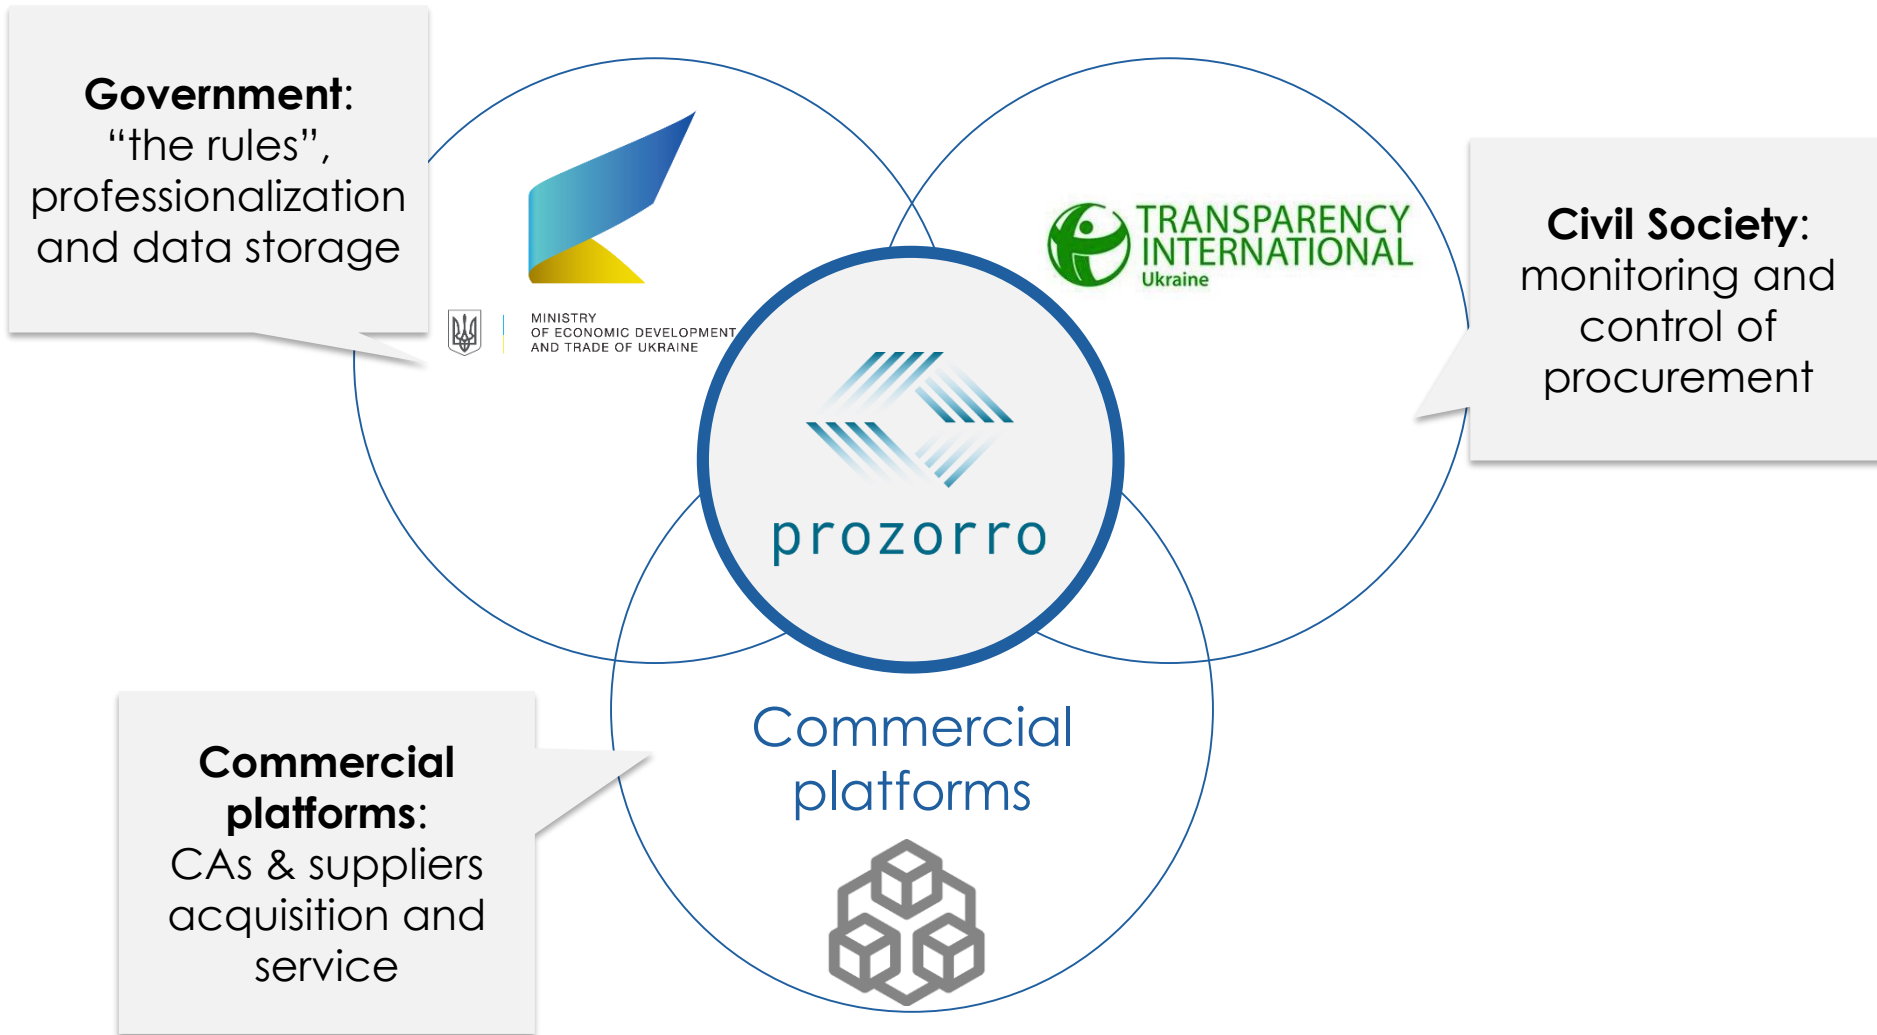 Government:
“the rules”,
professionalization
and data storage
MINISTRY
OF ECONOMIC DEVELOPMENT
AND TRADE OF UKRAINE
TRANSPARENCY
INTERNATIONAL
Ukraine
Civil Society:
monitoring and
control of
procurement
prozorro
Commercial
platforms
Commercial
platforms:
CAs & suppliers
acquisition and
service